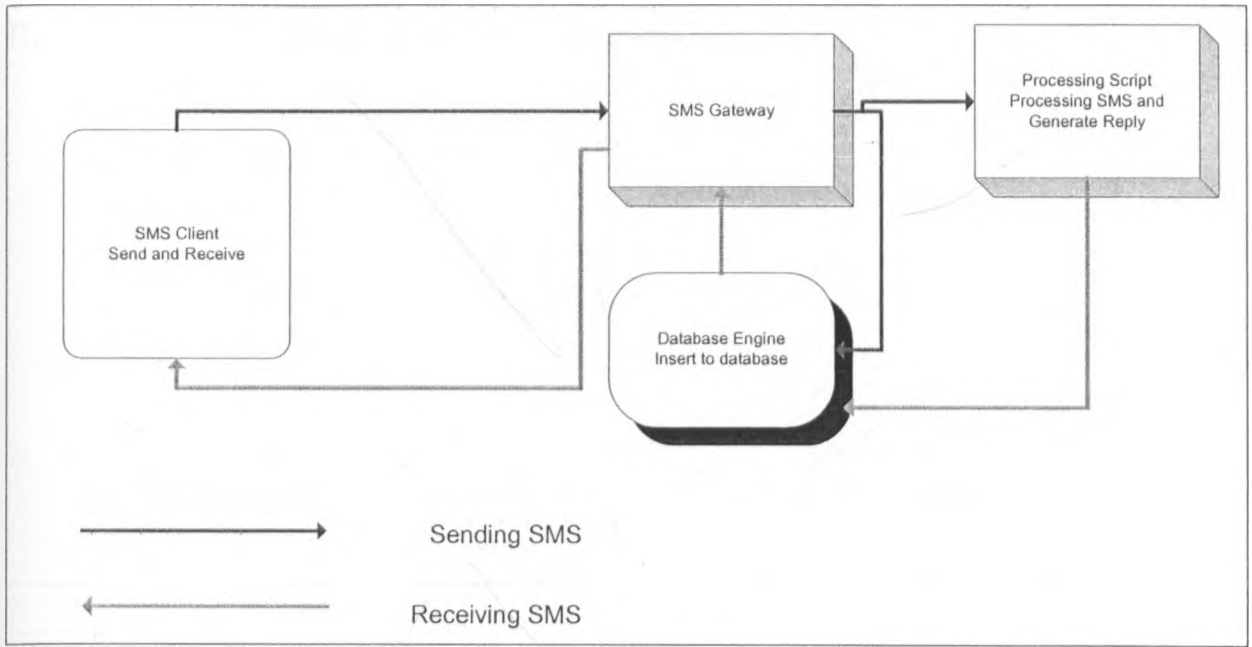 SMS Gateway
Processing Script
Processing SMS and
Generate Reply
SMS Client
Send and Receive
Database Engine
Insert to database
Sending SMS
Receiving SMS